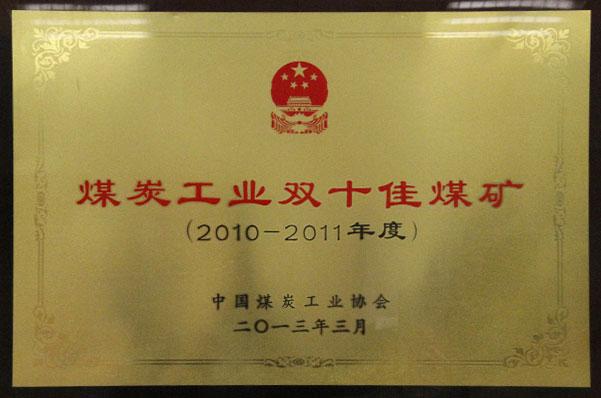 煤炭工业双十佳煤矿
(2010-2011年度)
中国煤炭工业协会
二〇一三年三月